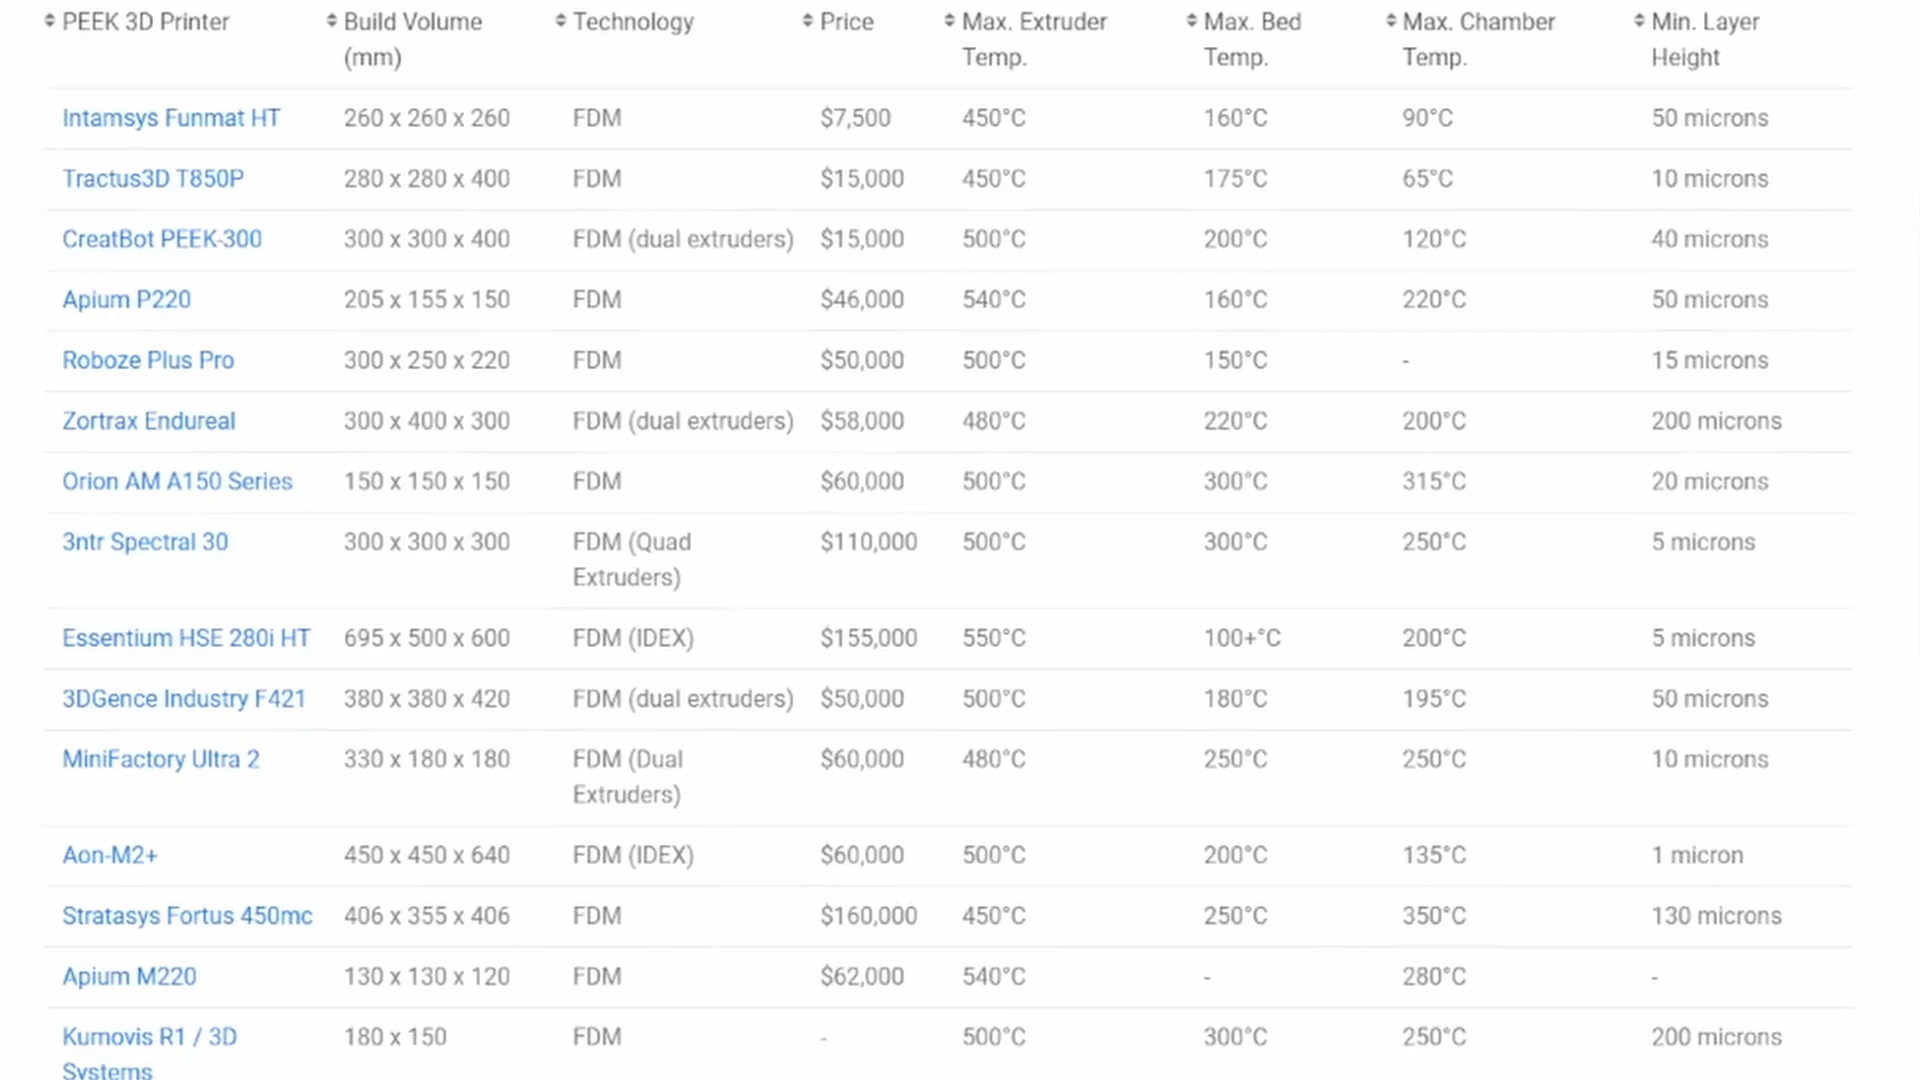 PEEK 3D Printer Build Volume (mm) Technology Price Max. Extruder Temp. Max. Bed Temp. Max. Chamber Temp. Min. Layer Height
Intamsys Funmat HT 260 x 260 x 260 FDM $7,500 450°C 160°C 90°C 50 microns
Tractus3D T850P 280 x 280 x 400 FDM $15,000 450°C 175°C 65°C 10 microns
CreatBot PEEK-300 300 x 300 x 400 FDM (dual extruders) $15,000 500°C 200°C 120°C 40 microns
Apium P220 205 x 155 x 150 FDM $46,000 540°C 160°C 220°C 50 microns
Roboze Plus Pro 300 x 250 x 220 FDM $50,000 500°C 150°C - 15 microns
Zortrax Endureal 300 x 400 x 300 FDM (dual extruders) $58,000 480°C 220°C 200°C 200 microns
Orion AM A150 Series 150 x 150 x 150 FDM $60,000 500°C 300°C 315°C 20 microns
3ntr Spectral 30 300 x 300 x 300 FDM (Quad Extruders) $110,000 500°C 300°C 250°C 5 microns
Essentium HSE 280i HT 695 x 500 x 600 FDM (IDEX) $155,000 550°C 100+°C 200°C 5 microns
3DGence Industry F421 380 x 380 x 420 FDM (dual extruders) $50,000 500°C 180°C 195°C 50 microns
MiniFactory Ultra 2 330 x 180 x 180 FDM (Dual Extruders) $60,000 480°C 250°C 250°C 10 microns
Aon-M2+ 450 x 450 x 640 FDM (IDEX) $60,000 500°C 200°C 135°C 1 micron
Stratasys Fortus 450mc 406 x 355 x 406 FDM $160,000 450°C 250°C 350°C 130 microns
Apium M220 130 x 130 x 120 FDM $62,000 540°C - 280°C -
Kumovis R1 / 3D Systems 180 x 150 FDM - 500°C 300°C 250°C 200 microns